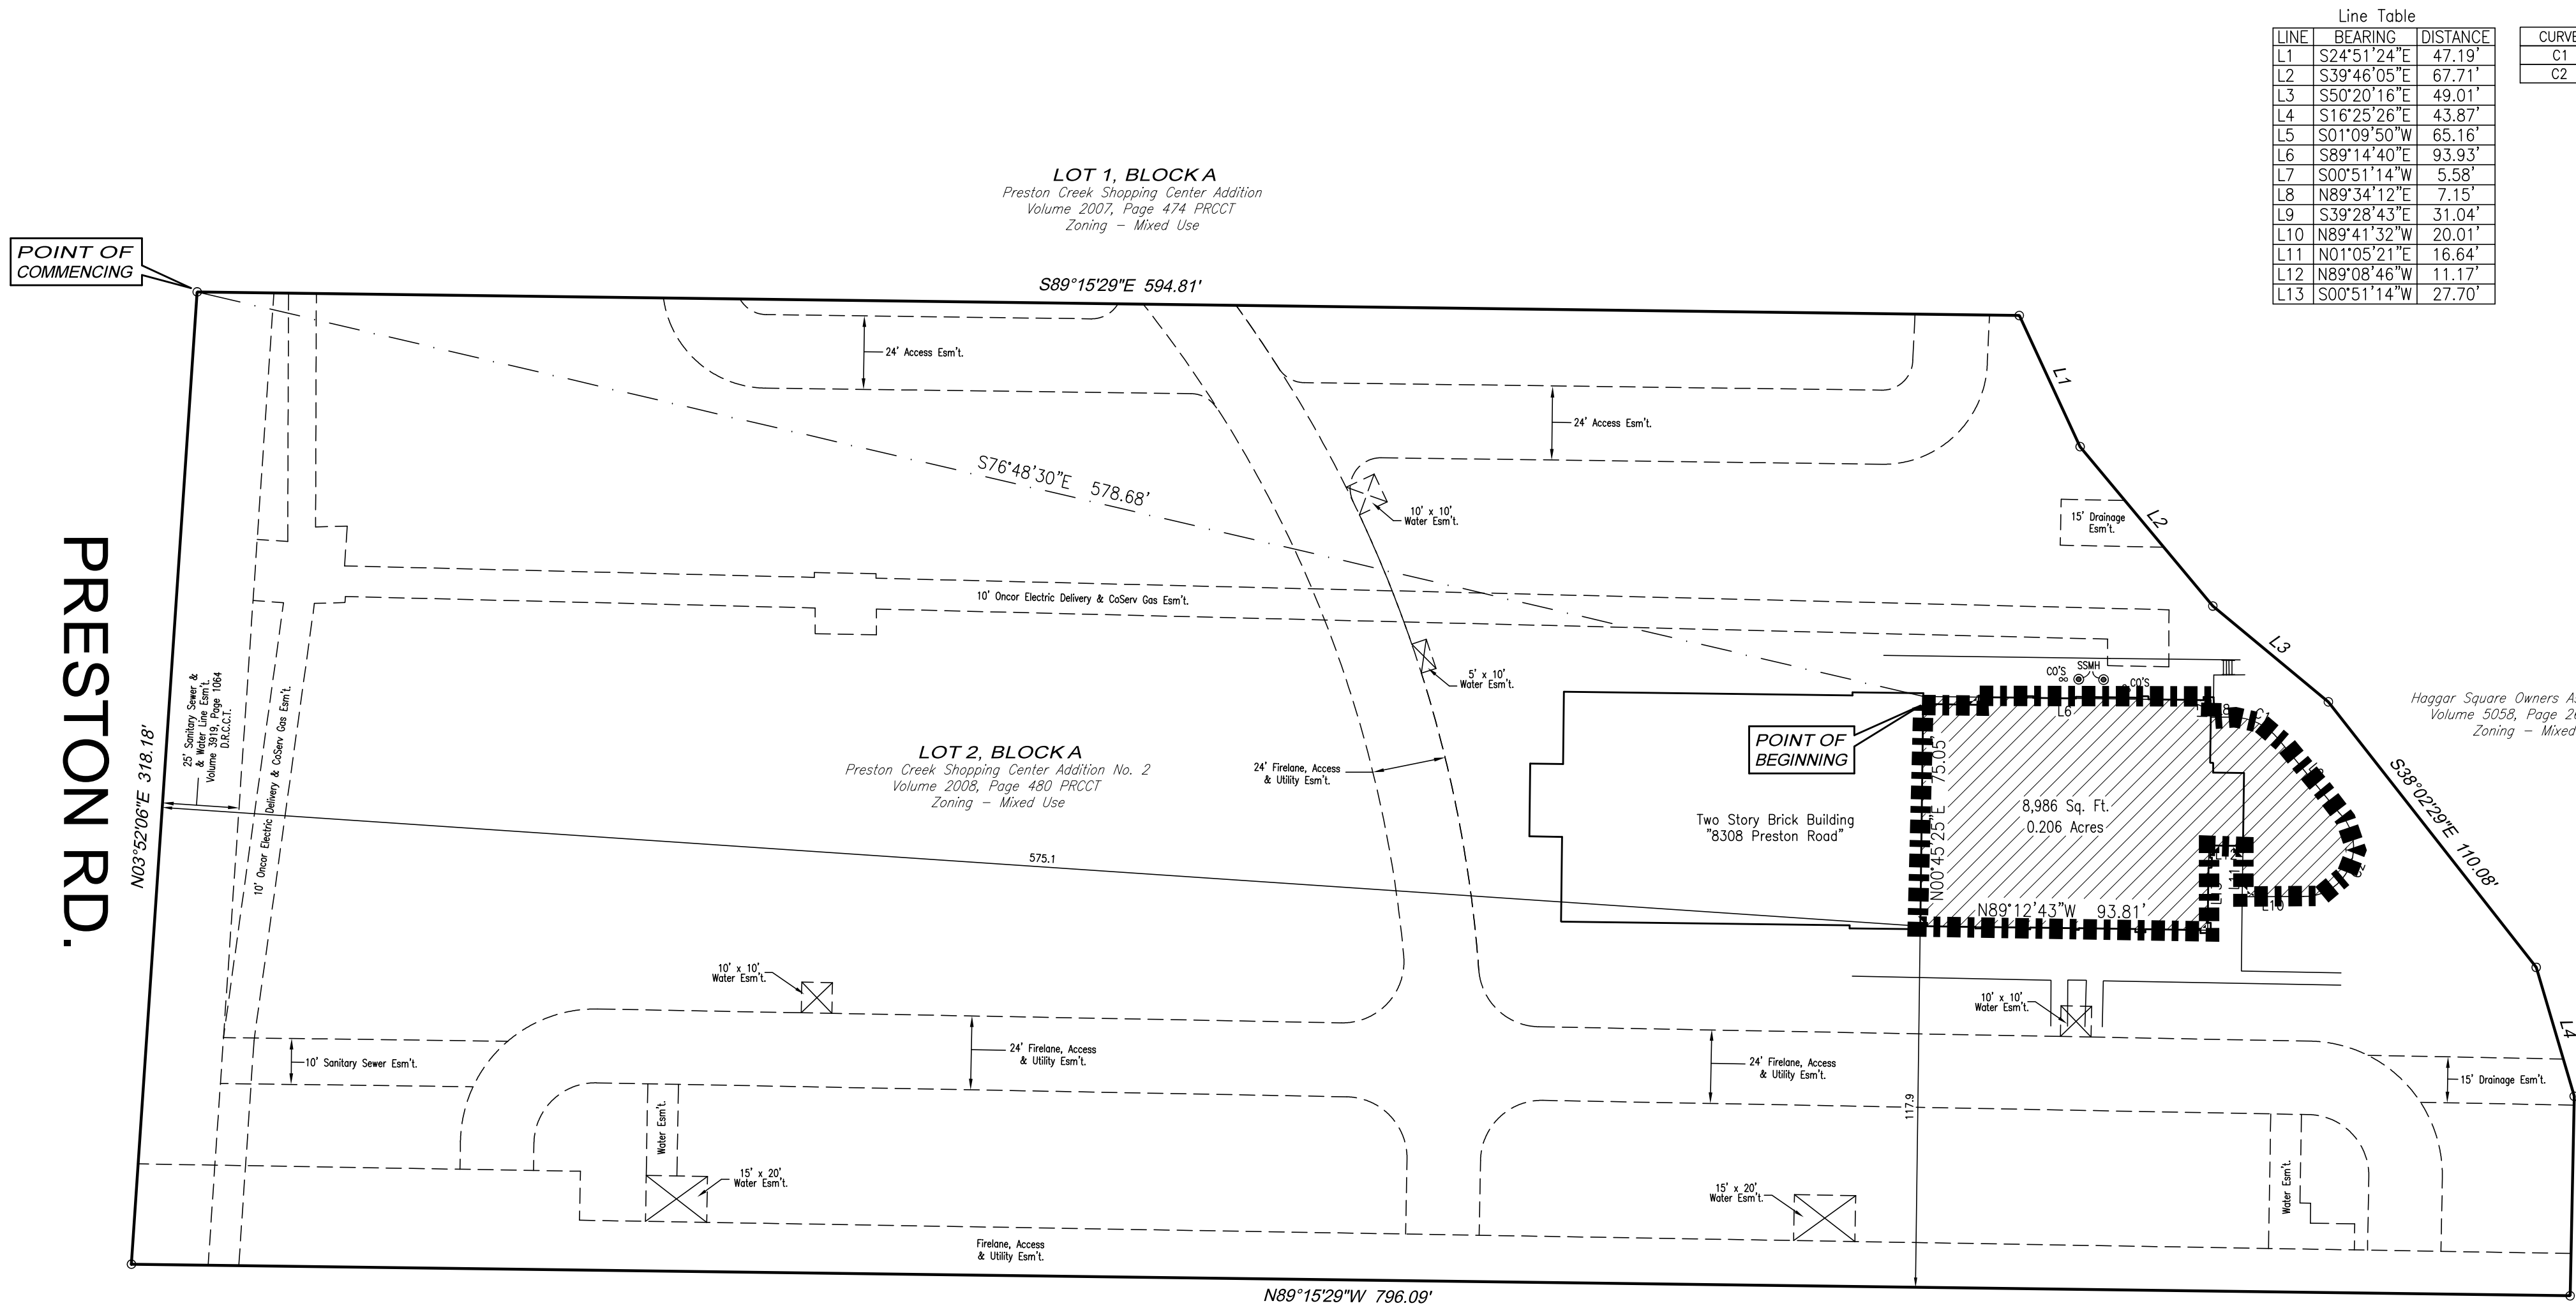 Line Table
LINE BEARING DISTANCE
L1 S24°51'24"E 47.19'
L2 S39°46'05"E 67.71'
L3 S50°20'16"E 49.01'
L4 S16°25'26"E 43.87'
L5 S01°09'50"W 65.16'
L6 S89°14'40"E 93.93'
L7 S00°51'14"W 5.58'
L8 N89°34'12"E 7.15'
L9 S39°28'43"E 31.04'
L10 N89°41'32"W 20.01'
L11 N01°05'21"E 16.64'
L12 N89°08'46"W 11.17'
L13 S00°51'14"W 27.70'
CURVE
C1
C2
LOT 1, BLOCK A
Preston Creek Shopping Center Addition
Volume 2007, Page 474 PRCCT
Zoning – Mixed Use
POINT OF
COMMENCING
S89°15'29"E 594.81'
24' Access Esm't.
24' Access Esm't.
L1
S76°48'30"E 578.68'
10' x 10'
Water Esm't.
15' Drainage
Esm't.
L2
PRESTON RD.
10' Oncor Electric Delivery & CoServ Gas Esm't.
L3
5' x 10'
Water Esm't.
CO'S
SSMH
CO'S
L6
C1
Haggar Square Owners A
Volume 5058, Page 2
Zoning – Mixed
N03°52'06"E 318.18'
25' Sanitary Sewer &
& Water Line Esm't.
Volume 3919, Page 1064
D.R.C.C.T.
10' Oncor Electric Delivery & CoServ Gas Esm't.
LOT 2, BLOCK A
Preston Creek Shopping Center Addition No. 2
Volume 2008, Page 480 PRCCT
Zoning – Mixed Use
24' Firelane, Access
& Utility Esm't.
POINT OF
BEGINNING
Two Story Brick Building
"8308 Preston Road"
N00°45'25"E 75.05'
8,986 Sq. Ft.
0.206 Acres
S38°02'29"E 110.08'
575.1
L12
L11
C2
L10
N89°12'43"W 93.81'
10' x 10'
Water Esm't.
10' x 10'
Water Esm't.
L4
10' Sanitary Sewer Esm't.
24' Firelane, Access
& Utility Esm't.
24' Firelane, Access
& Utility Esm't.
15' Drainage Esm't.
117.9
Water Esm't.
15' x 20'
Water Esm't.
15' x 20'
Water Esm't.
Water Esm't.
Firelane, Access
& Utility Esm't.
N89°15'29"W 796.09'